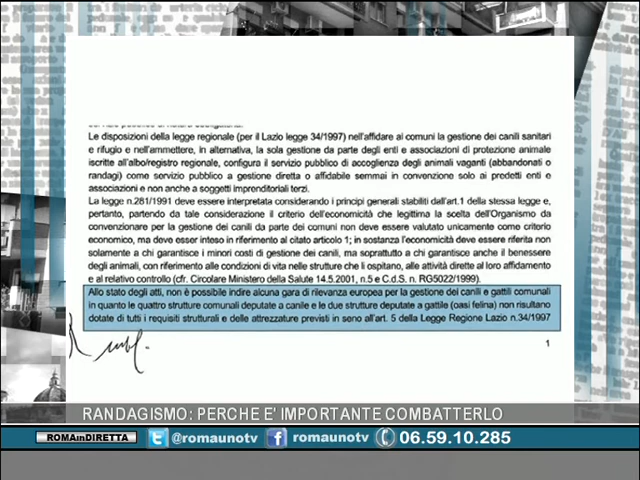 Le disposizioni della legge regionale (per il Lazio legge 34/1997) nell'affidare ai comuni la gestione dei canili sanitari
e rifugio e nell'ammettere, in alternativa, la sola gestione da parte degli enti e associazioni di protezione animale
iscritte all'albo/registro regionale, configura il servizio pubblico di accoglienza degli animali vaganti (abbandonati o
randagi) come servizio pubblico a gestione diretta o affidabile semmai in convenzione solo ai predetti enti e
associazioni e non anche a soggetti imprenditoriali terzi.
La legge n.281/1991 deve essere interpretata considerando i principi generali stabiliti dall'art.1 della stessa legge e,
pertanto, partendo da tale considerazione il criterio dell'economicità che legittima la scelta dell'Organismo da
convenzionare per la gestione dei canili da parte dei comuni non deve essere valutato unicamente come criterio
economico, ma deve esser inteso in riferimento al citato articolo 1; in sostanza l'economicità deve essere riferita non
solamente a chi garantisce i minori costi di gestione dei canili, ma soprattutto a chi garantisce anche il benessere
degli animali, con riferimento alle condizioni di vita nelle strutture che li ospitano, alle attività dirette al loro affidamento
e al relativo controllo (cfr. Circolare Ministero della Salute 14.5.2001, n.5 e C.d.S. n. RG5022/1999).
Allo stato degli atti, non è possibile indire alcuna gara di rilevanza europea per la gestione dei canili e gattili comunali
in quanto le quattro strutture comunali deputate a canile e le due strutture deputate a gattile (oasi felina) non risultano
dotate di tutti i requisiti strutturali e delle attrezzature previsti in seno all'art. 5 della Legge Regione Lazio n.34/1997
1
RANDAGISMO: PERCHE E' IMPORTANTE COMBATTERLO
ROMAinDIRETTA @romaunotv romaunotv 06.59.10.285